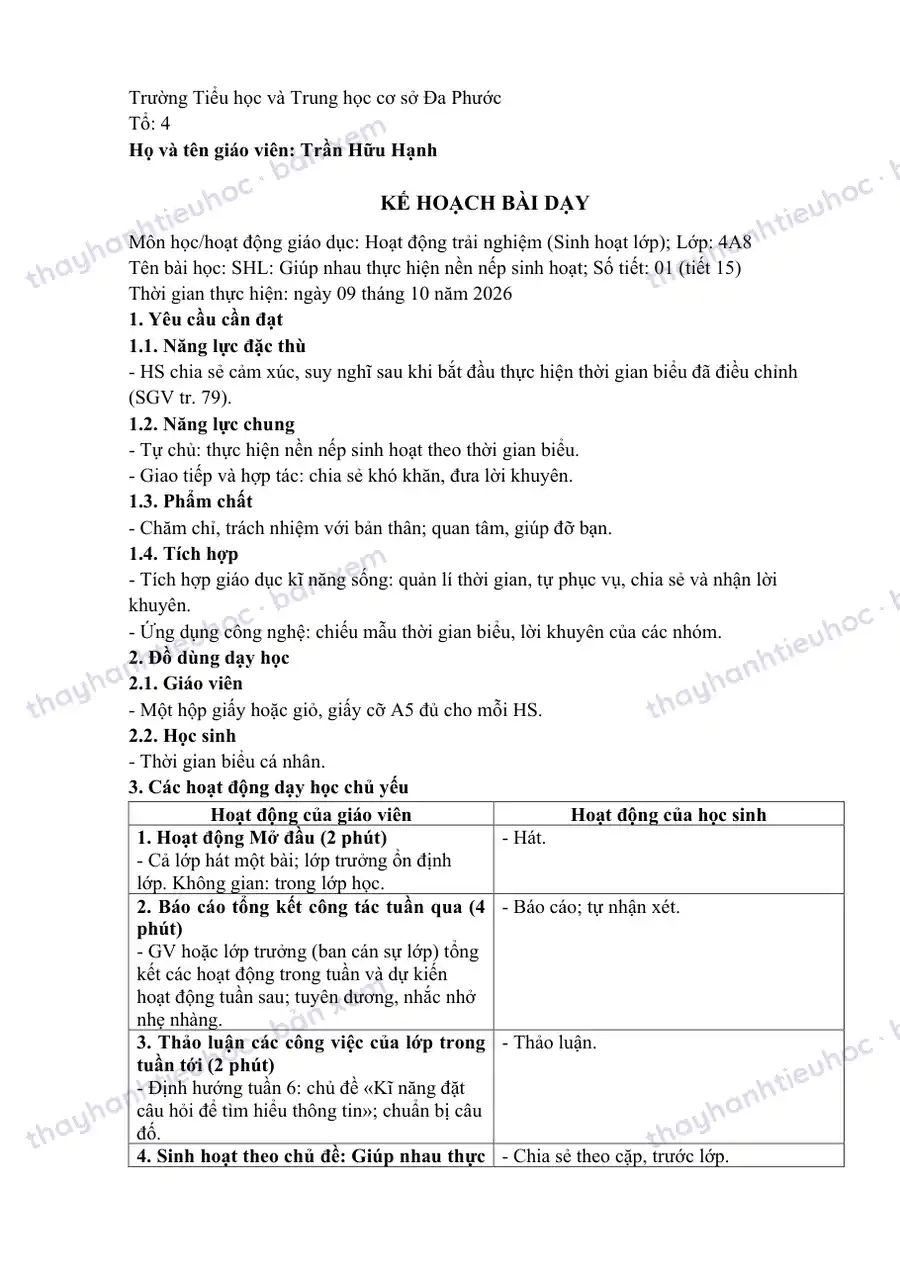 Trường Tiểu học và Trung học cơ sở Đa Phước
Tổ: 4
Họ và tên giáo viên: Trần Hữu Hạnh
KẾ HOẠCH BÀI DẠY
Môn học/hoạt động giáo dục: Hoạt động trải nghiệm (Sinh hoạt lớp); Lớp: 4A8
Tên bài học: SHL: Giúp nhau thực hiện nền nếp sinh hoạt; Số tiết: 01 (tiết 15)
Thời gian thực hiện: ngày 09 tháng 10 năm 2026
1. Yêu cầu cần đạt
1.1. Năng lực đặc thù
- HS chia sẻ cảm xúc, suy nghĩ sau khi bắt đầu thực hiện thời gian biểu đã điều chỉnh
(SGV tr. 79).
1.2. Năng lực chung
- Tự chủ: thực hiện nền nếp sinh hoạt theo thời gian biểu.
- Giao tiếp và hợp tác: chia sẻ khó khăn, đưa lời khuyên.
1.3. Phẩm chất
- Chăm chỉ, trách nhiệm với bản thân; quan tâm, giúp đỡ bạn.
1.4. Tích hợp
- Tích hợp giáo dục kĩ năng sống: quản lí thời gian, tự phục vụ, chia sẻ và nhận lời
khuyên.
- Ứng dụng công nghệ: chiếu mẫu thời gian biểu, lời khuyên của các nhóm.
2. Đồ dùng dạy học
2.1. Giáo viên
- Một hộp giấy hoặc giỏ, giấy cỡ A5 đủ cho mỗi HS.
2.2. Học sinh
- Thời gian biểu cá nhân.
3. Các hoạt động dạy học chủ yếu
Hoạt động của giáo viên
Hoạt động của học sinh
1. Hoạt động Mở đầu (2 phút)
- Cả lớp hát một bài; lớp trưởng ổn định
lớp. Không gian: trong lớp học.
- Hát.
2. Báo cáo tổng kết công tác tuần qua (4
phút)
- GV hoặc lớp trưởng (ban cán sự lớp) tổng
kết các hoạt động trong tuần và dự kiến
hoạt động tuần sau; tuyên dương, nhắc nhở
nhẹ nhàng.
- Báo cáo; tự nhận xét.
3. Thảo luận các công việc của lớp trong
tuần tới (2 phút)
- Định hướng tuần 6: chủ đề «Kĩ năng đặt
câu hỏi để tìm hiểu thông tin»; chuẩn bị câu
đố.
- Thảo luận.
4. Sinh hoạt theo chủ đề: Giúp nhau thực
- Chia sẻ theo cặp, trước lớp.
thayhanhtieuhoc · bản xem
thayhanhtieuhoc · b
thayhanhtieuhoc · bản xem
thayhanhtieuhoc · b
thayhanhtieuhoc · bản xem
thayhanhtieuhoc · b